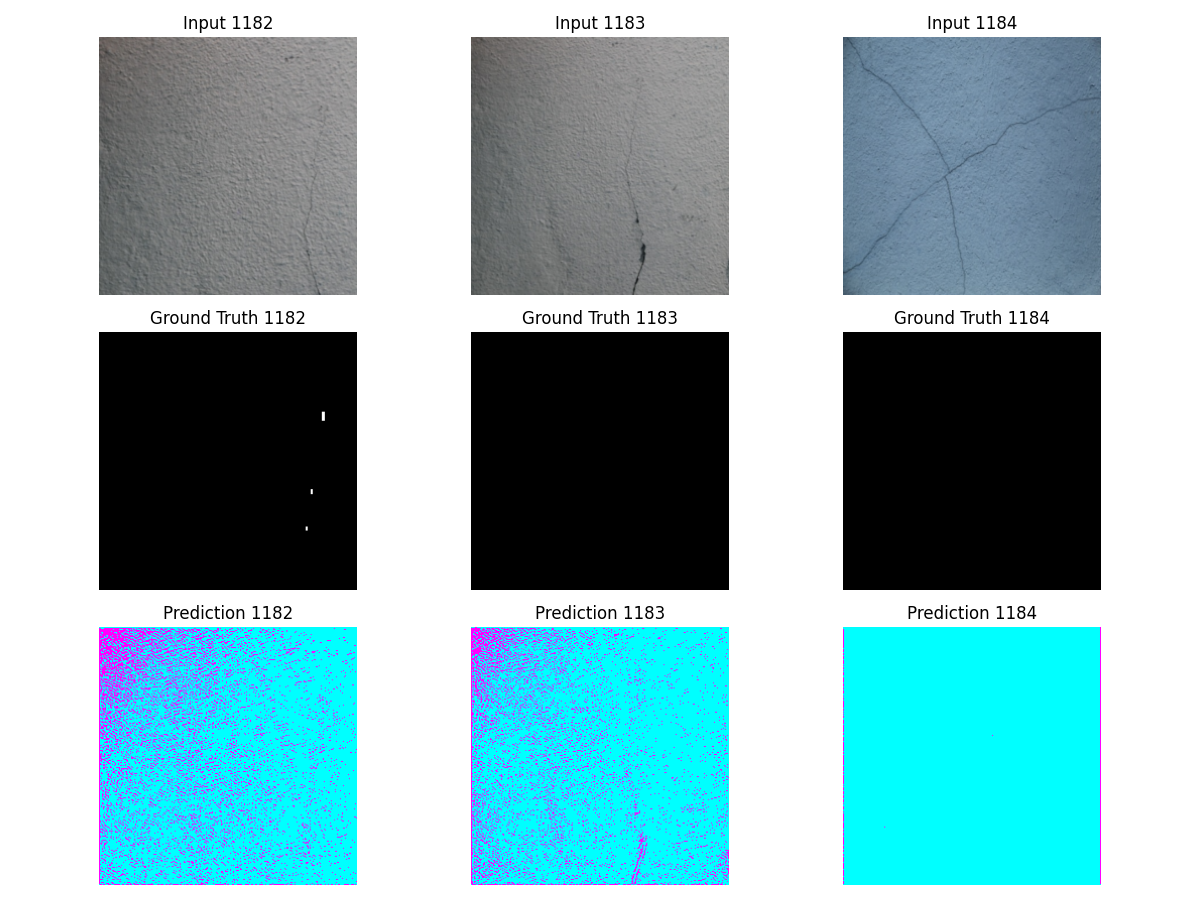 Input 1182
Input 1183
Input 1184
Ground Truth 1182
Ground Truth 1183
Ground Truth 1184
Prediction 1182
Prediction 1183
Prediction 1184